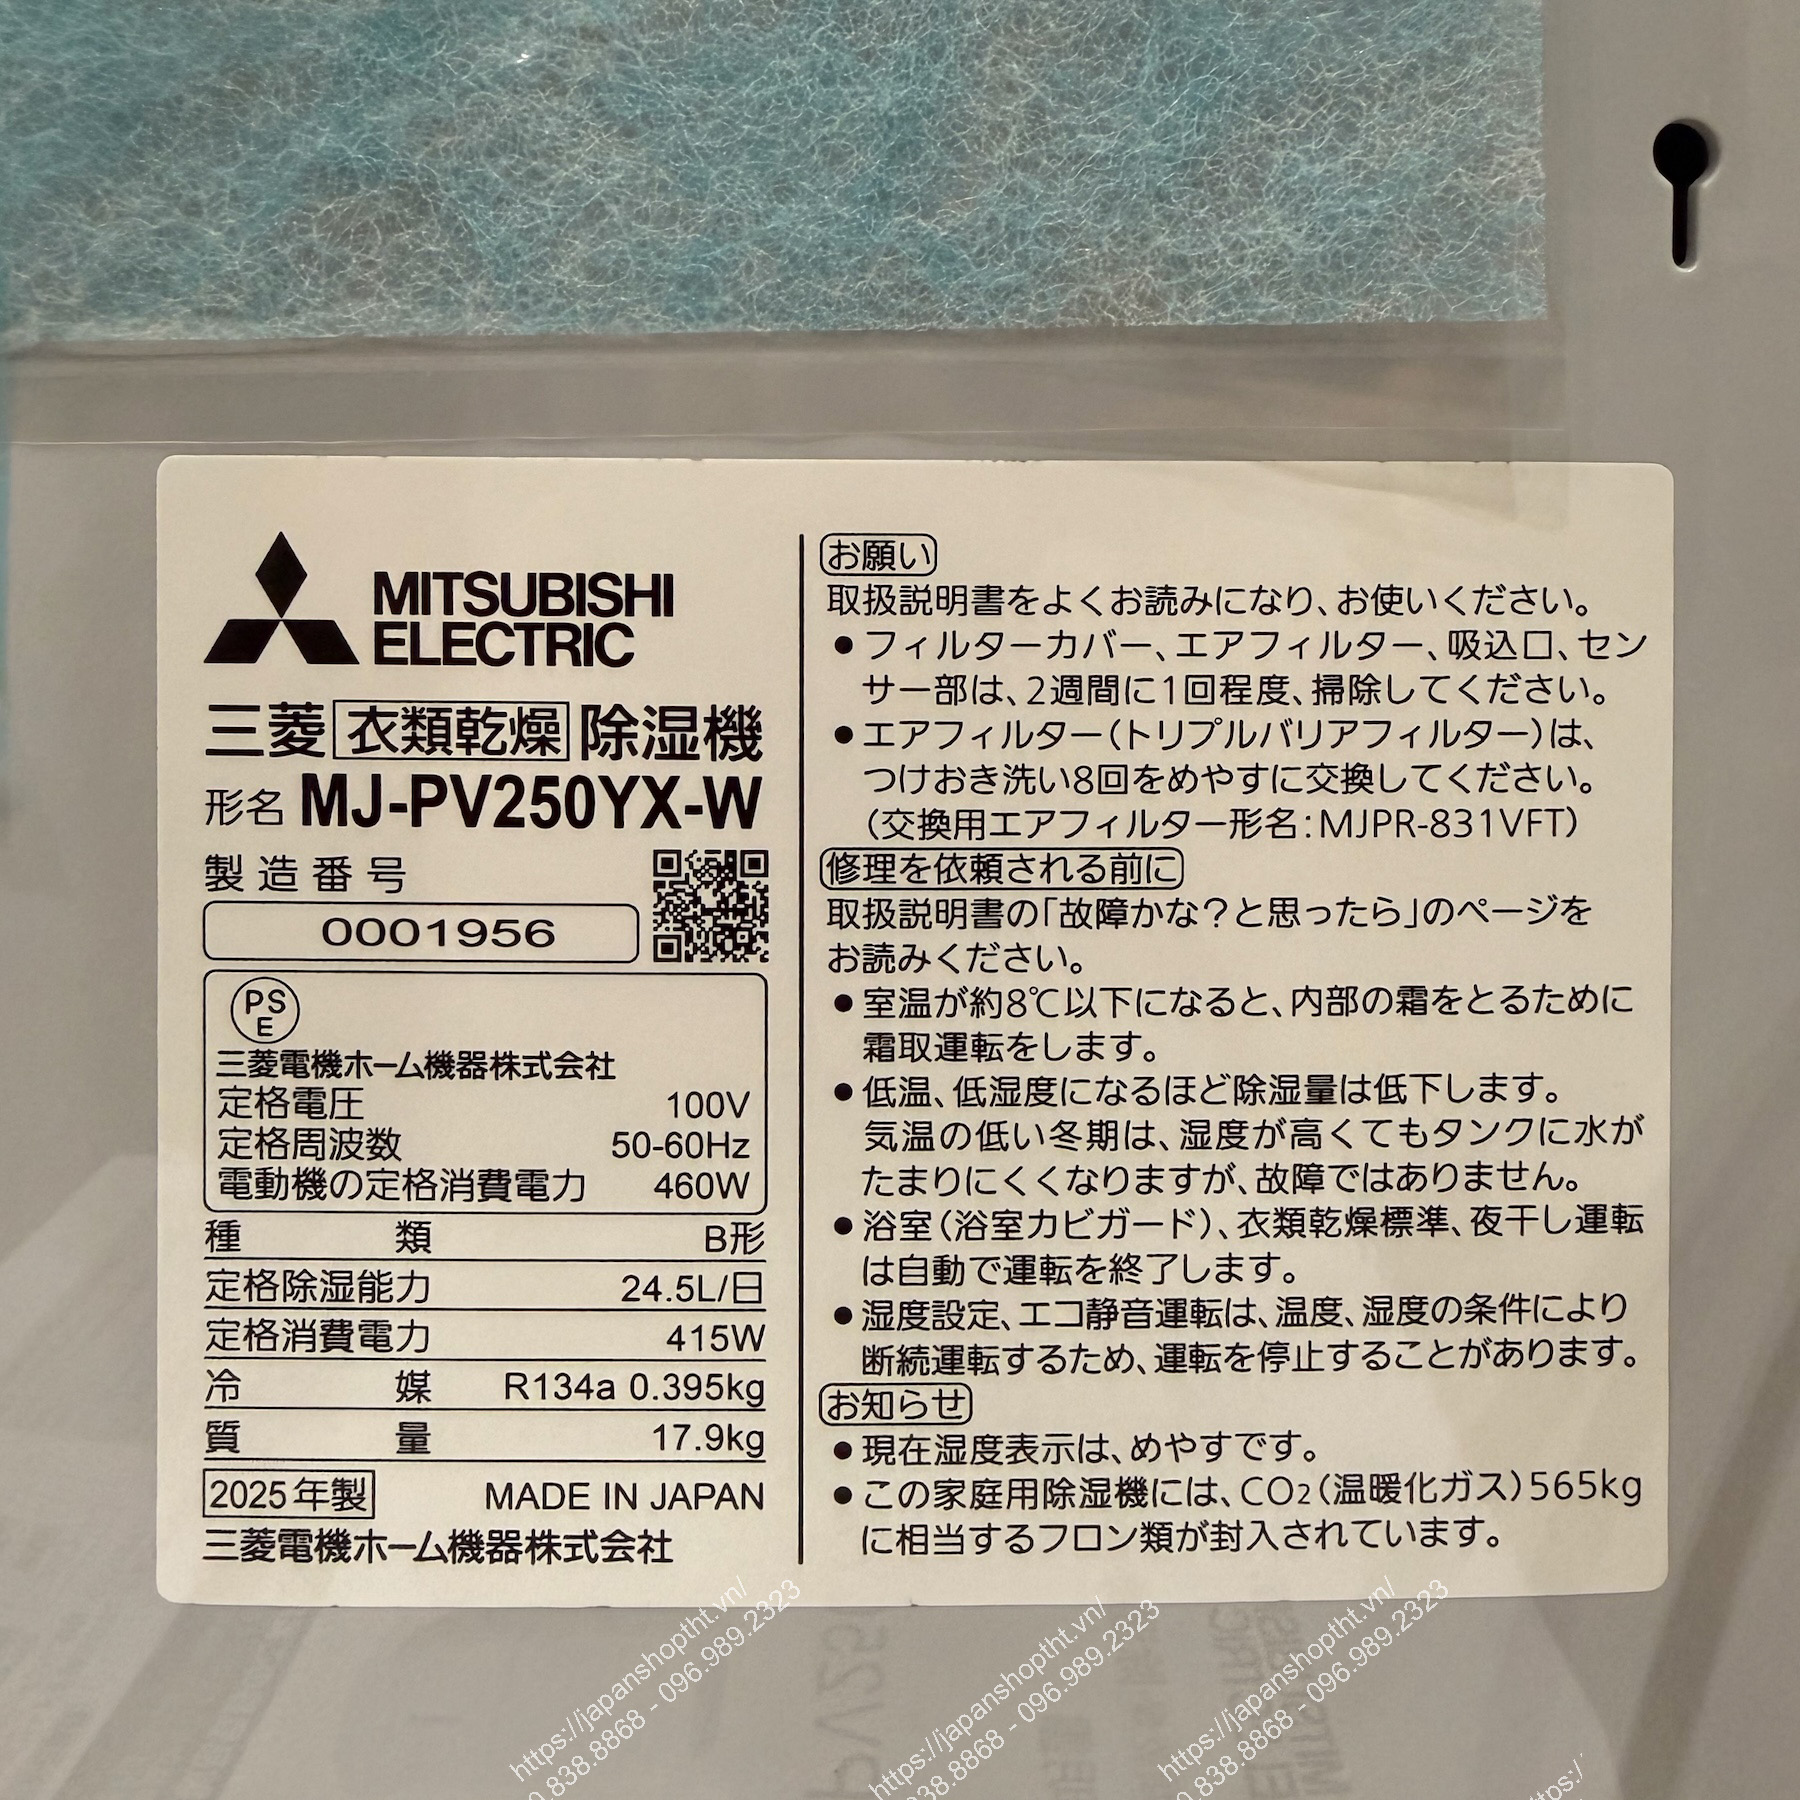 MITSUBISHI
ELECTRIC
三菱 衣類乾燥 除湿機
形名 MJ-PV250YX-W
製造番号
0001956
PS
E
三菱電機ホーム機器株式会社
定格電圧 100V
定格周波数 50-60Hz
電動機の定格消費電力 460W
種類 B形
定格除湿能力 24.5L/日
定格消費電力 415W
冷媒 R134a 0.395kg
質量 17.9kg
2025年製 MADE IN JAPAN
三菱電機ホーム機器株式会社
お願い
取扱説明書をよくお読みになり、お使いください。
●フィルターカバー、エアフィルター、吸込口、セン
サー部は、2週間に1回程度、掃除してください。
●エアフィルター(トリプルバリアフィルター)は、
つけおき洗い8回をめやすに交換してください。
(交換用エアフィルター形名:MJPR-831VFT)
修理を依頼される前に
取扱説明書の「故障かな?と思ったら」のページを
お読みください。
●室温が約8℃以下になると、内部の霜をとるために
霜取運転をします。
●低温、低湿度になるほど除湿量は低下します。
気温の低い冬期は、湿度が高くてもタンクに水が
たまりにくくなりますが、故障ではありません。
●浴室(浴室カビガード)、衣類乾燥標準、夜干し運転
は自動で運転を終了します。
●湿度設定、エコ静音運転は、温度、湿度の条件により
断続運転するため、運転を停止することがあります。
お知らせ
●現在湿度表示は、めやすです。
●この家庭用除湿機には、CO2(温暖化ガス)565kg
に相当するフロン類が封入されています。
https://japanshoptht.vn/
0.838.8868 - 096.989.2323
https://japanshoptht.vn/
38.8868 - 096.989.2323
https://japanshoptht.vn/
0.838.8868 - 096.989.2323
https:/